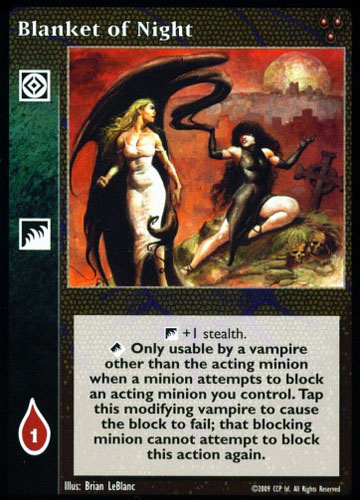 Blanket of Night
+1 stealth.
Only usable by a vampire
other than the acting minion
when a minion attempts to block
an acting minion you control. Tap
this modifying vampire to cause
the block to fail; that blocking
minion cannot attempt to block
this action again.
1
Illus: Brian LeBlanc
©2009 CCP hf. All Rights Reserved